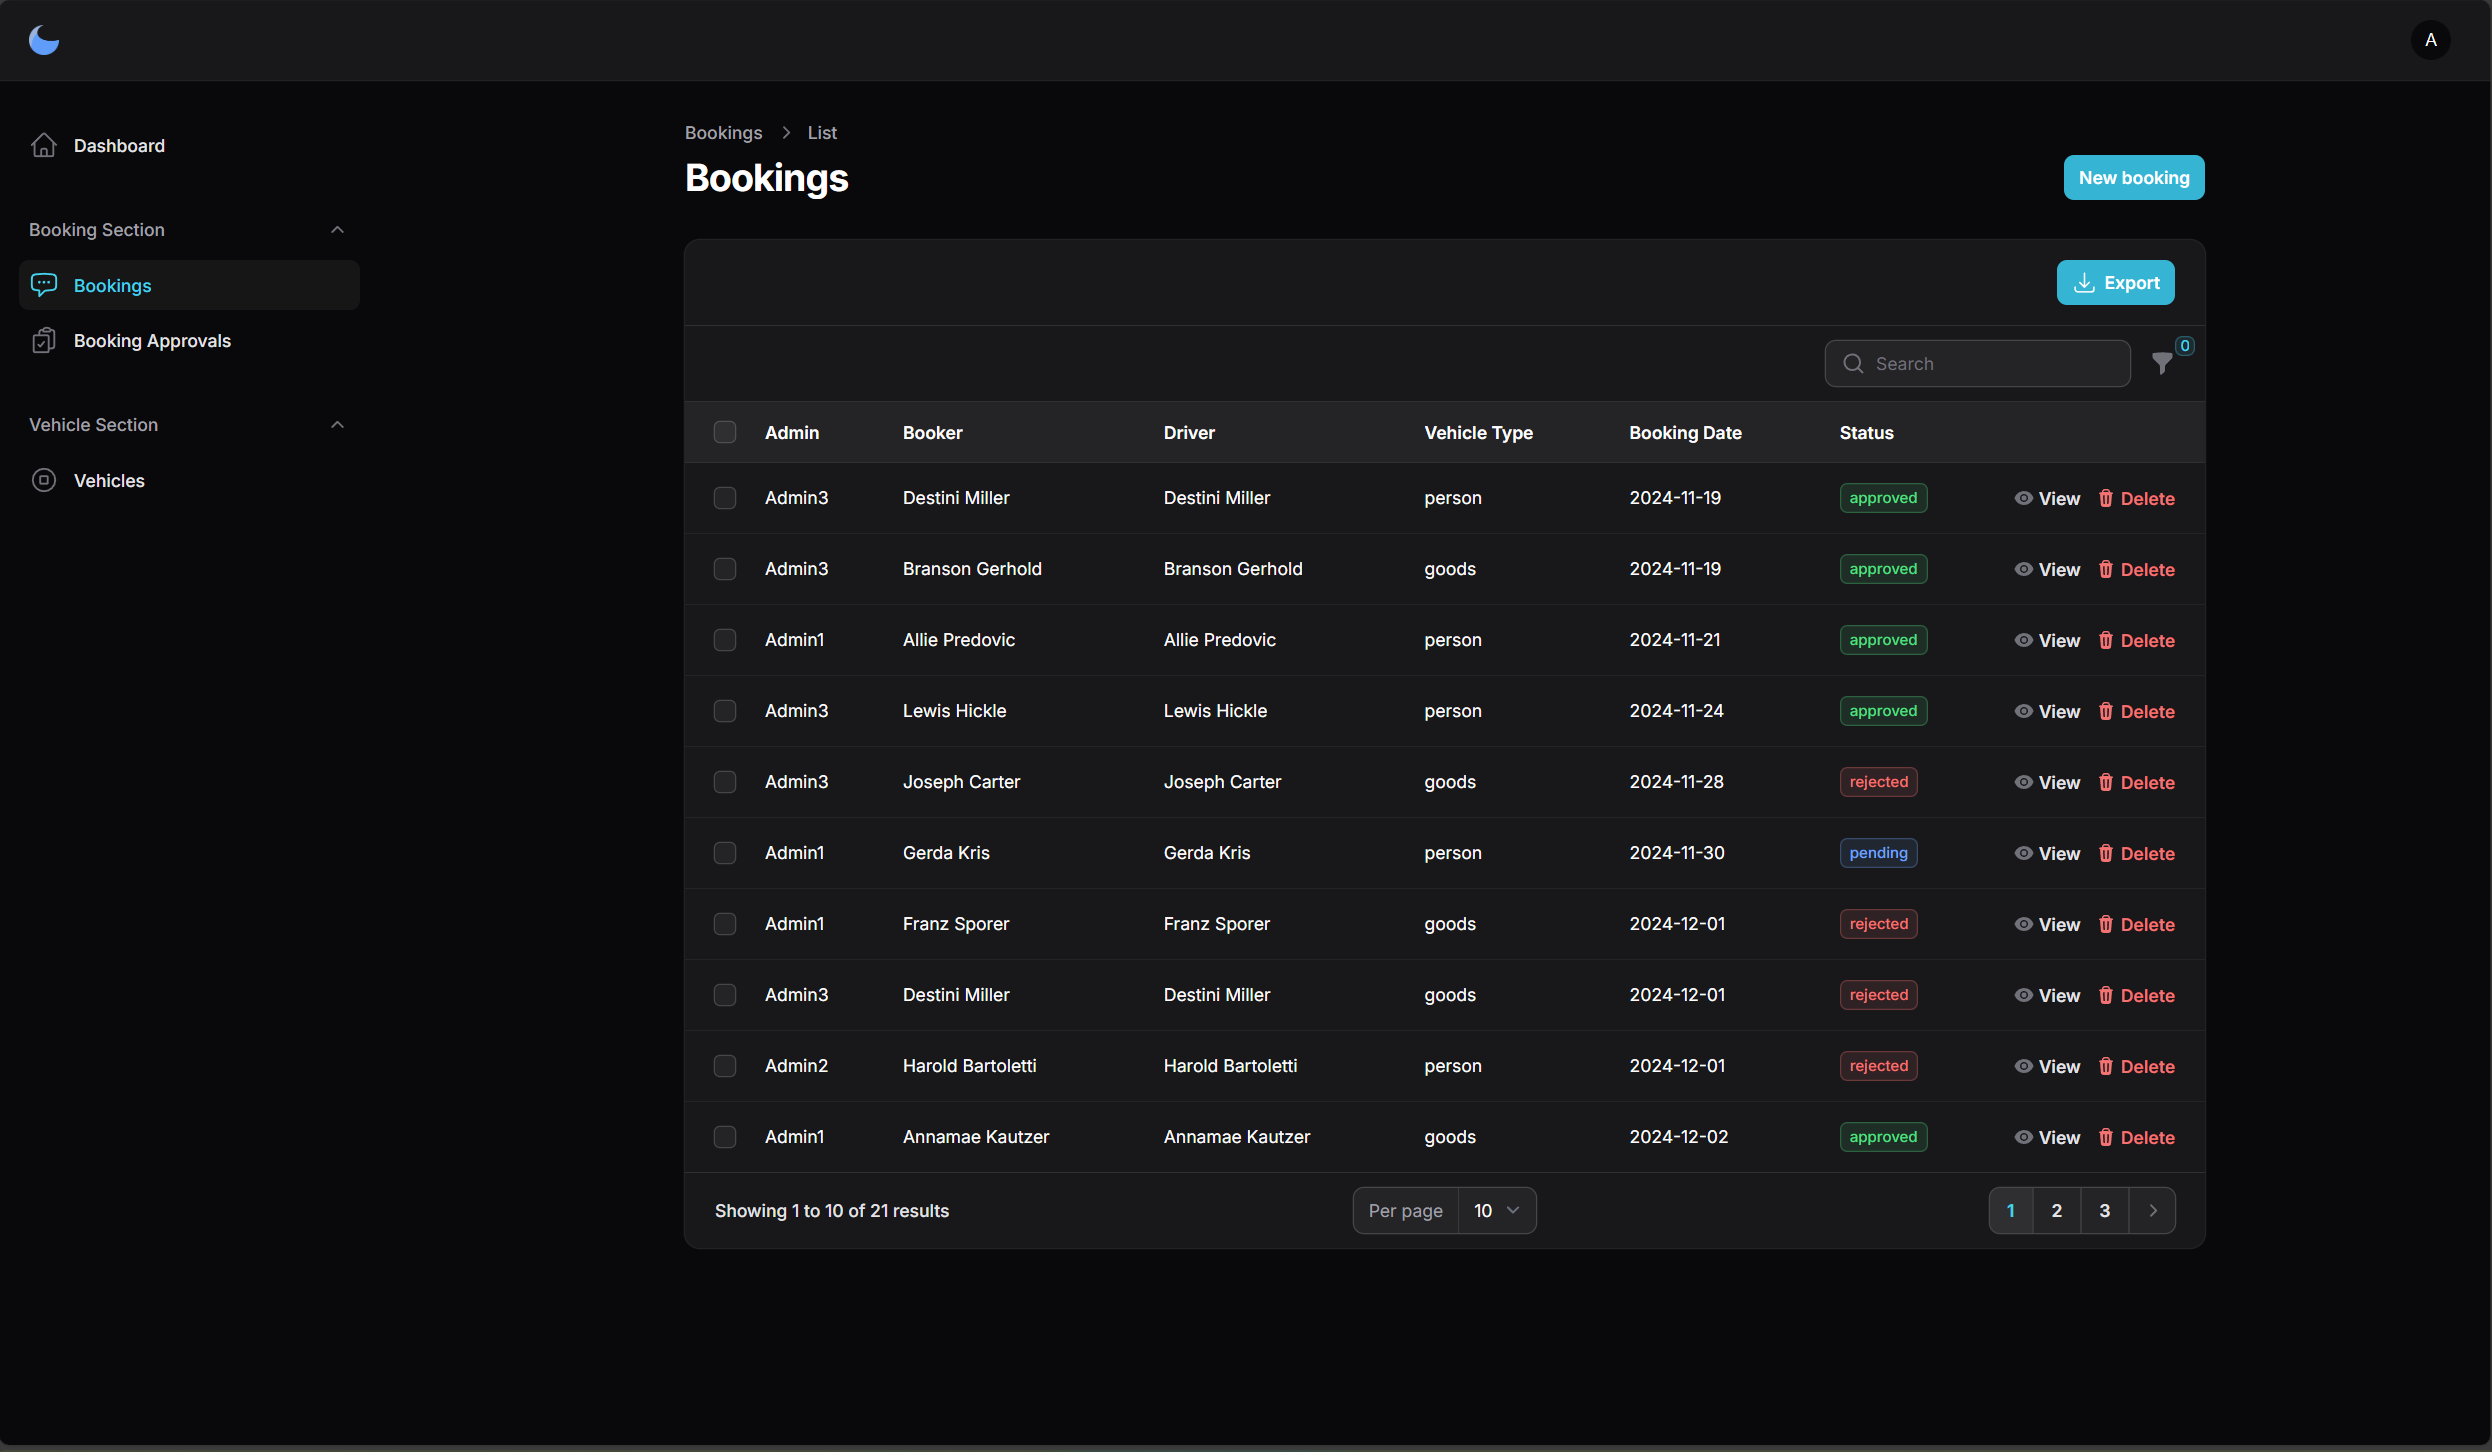 A
Dashboard
Booking Section
Bookings
Booking Approvals
Vehicle Section
Vehicles
Bookings > List
Bookings
New booking
Export
Search
0
Admin Booker Driver Vehicle Type Booking Date Status
Admin3 Destini Miller Destini Miller person 2024-11-19 approved View Delete
Admin3 Branson Gerhold Branson Gerhold goods 2024-11-19 approved View Delete
Admin1 Allie Predovic Allie Predovic person 2024-11-21 approved View Delete
Admin3 Lewis Hickle Lewis Hickle person 2024-11-24 approved View Delete
Admin3 Joseph Carter Joseph Carter goods 2024-11-28 rejected View Delete
Admin1 Gerda Kris Gerda Kris person 2024-11-30 pending View Delete
Admin1 Franz Sporer Franz Sporer goods 2024-12-01 rejected View Delete
Admin3 Destini Miller Destini Miller goods 2024-12-01 rejected View Delete
Admin2 Harold Bartoletti Harold Bartoletti person 2024-12-01 rejected View Delete
Admin1 Annamae Kautzer Annamae Kautzer goods 2024-12-02 approved View Delete
Showing 1 to 10 of 21 results Per page 10 1 2 3